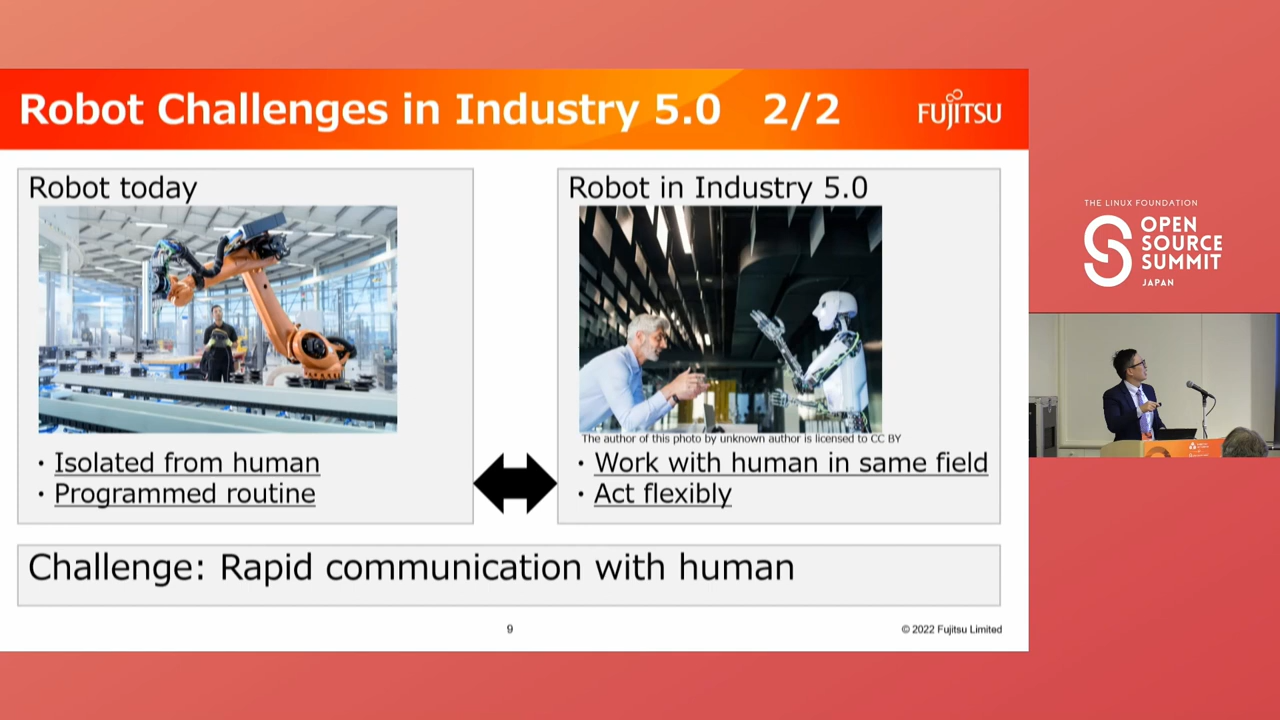 Robot Challenges in Industry 5.0 2/2
FUJITSU
Robot today
・Isolated from human
・Programmed routine
Robot in Industry 5.0
The author of this photo by unknown author is licensed to CC BY
・Work with human in same field
・Act flexibly
Challenge: Rapid communication with human
9
© 2022 Fujitsu Limited
THE LINUX FOUNDATION
OPEN
SOURCE
SUMMIT
JAPAN